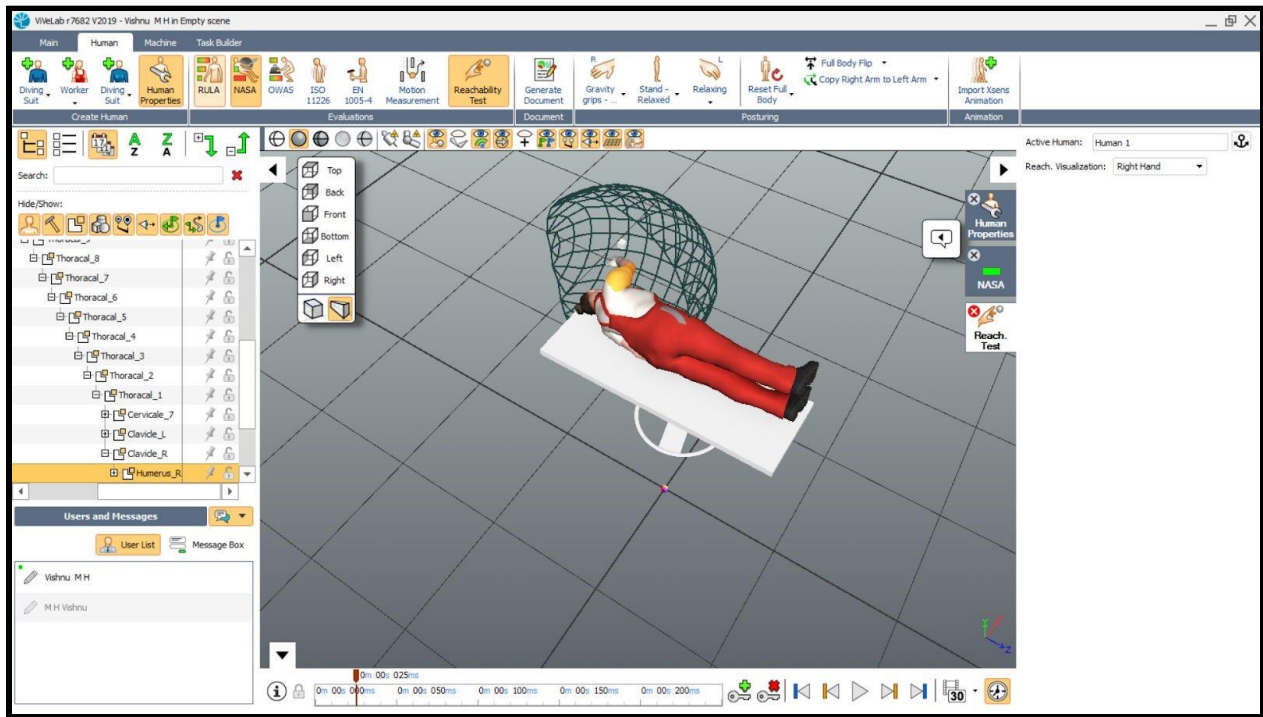 ViveLab r7682 V2019 - Vishnu M H in Empty scene
Main Human Machine Task Builder
Diving Suit Worker Diving Suit Human Properties RULA NASA OWAS ISO 11226 EN 1005-4 Motion Measurement Reachability Test Generate Document Gravity grips - ... Stand - Relaxed Relaxing Reset Full Body Full Body Flip Copy Right Arm to Left Arm Import Xsens Animation
Create Human Evaluations Document Posturing Animation
Search:
Hide/Show:
Thoracal_8
Thoracal_7
Thoracal_6
Thoracal_5
Thoracal_4
Thoracal_3
Thoracal_2
Thoracal_1
Cervicale_7
Clavide_L
Clavide_R
Humerus_R
Users and Messages
User List Message Box
Vishnu M H
M H Vishnu
Top
Back
Front
Bottom
Left
Right
Active Human: Human 1
Reach. Visualization: Right Hand
Human
Properties
NASA
Reach.
Test
0m 00s 025ms
0m 00s 000ms 0m 00s 050ms 0m 00s 100ms 0m 00s 150ms 0m 00s 200ms
30